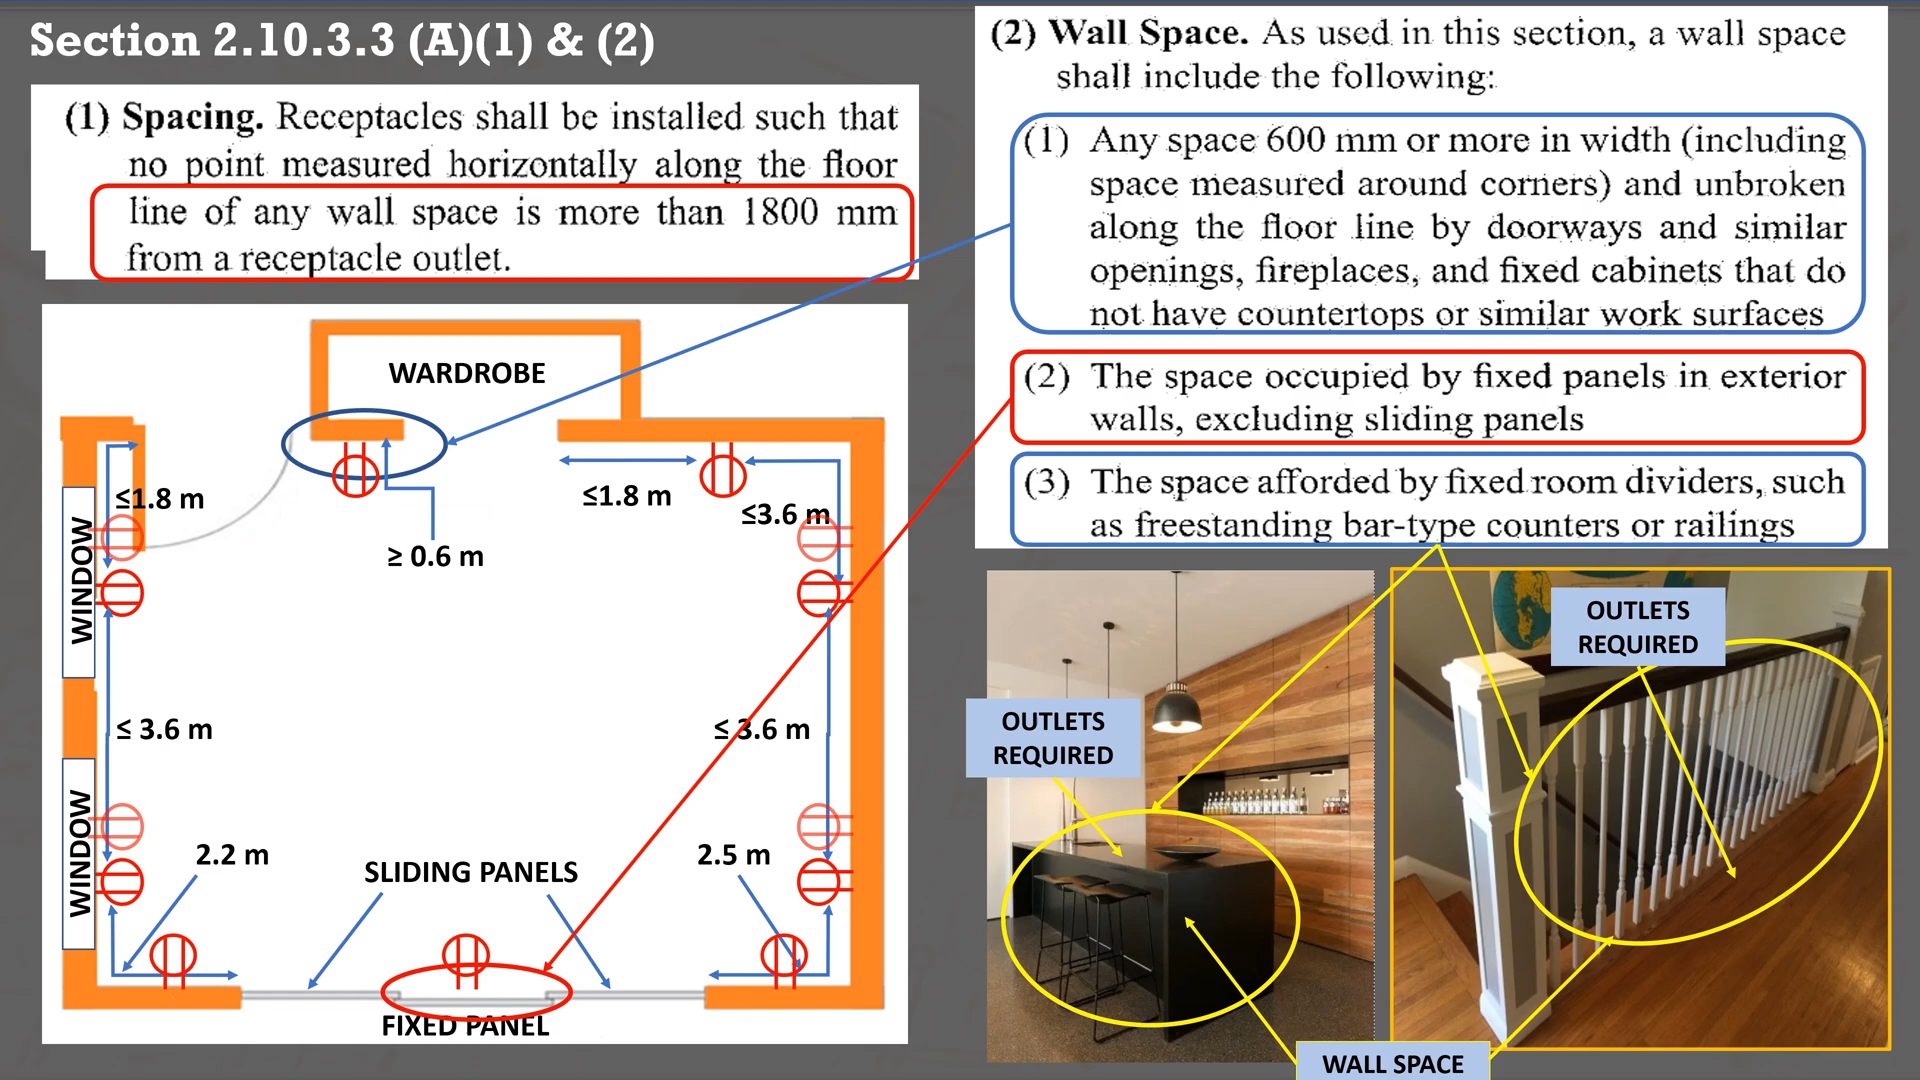 Section 2.10.3.3 (A)(1) & (2)
(1) Spacing. Receptacles shall be installed such that
no point measured horizontally along the floor
line of any wall space is more than 1800 mm
from a receptacle outlet.
(2) Wall Space. As used in this section, a wall space
shall include the following:
(1) Any space 600 mm or more in width (including
space measured around corners) and unbroken
along the floor line by doorways and similar
openings, fireplaces, and fixed cabinets that do
not have countertops or similar work surfaces
(2) The space occupied by fixed panels in exterior
walls, excluding sliding panels
(3) The space afforded by fixed room dividers, such
as freestanding bar-type counters or railings
WARDROBE
≤1.8 m
≤1.8 m
≤3.6 m
≥ 0.6 m
WINDOW
≤ 3.6 m
≤ 3.6 m
WINDOW
2.2 m
SLIDING PANELS
2.5 m
FIXED PANEL
OUTLETS
REQUIRED
OUTLETS
REQUIRED
WALL SPACE